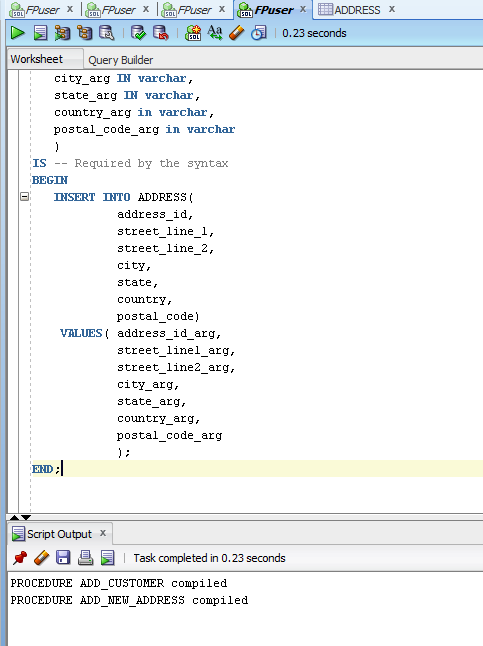 FPuser x FPuser x FPuser x FPuser x ADDRESS x
SQL Aa 0.23 seconds
Worksheet Query Builder
city_arg IN varchar,
state_arg IN varchar,
country_arg in varchar,
postal_code_arg in varchar
)
IS -- Required by the syntax
BEGIN
INSERT INTO ADDRESS(
address_id,
street_line_1,
street_line_2,
city,
state,
country,
postal_code)
VALUES( address_id_arg,
street_line1_arg,
street_line2_arg,
city_arg,
state_arg,
country_arg,
postal_code_arg
);
END;
Script Output x
Task completed in 0.23 seconds
PROCEDURE ADD_CUSTOMER compiled
PROCEDURE ADD_NEW_ADDRESS compiled